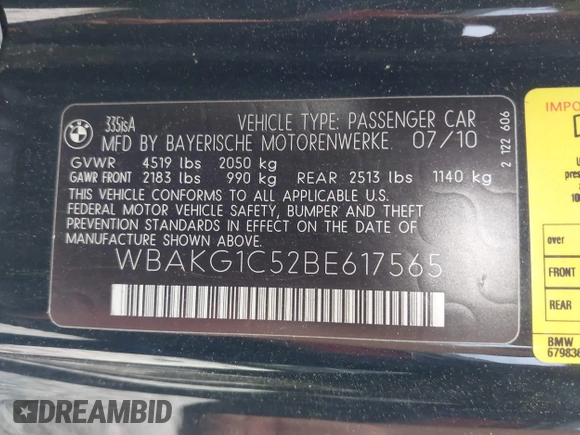 BMW
335isA VEHICLE TYPE: PASSENGER CAR
MFD BY BAYERISCHE MOTORENWERKE 07/10
GVWR 4519 lbs 2050 kg
GAWR FRONT 2183 lbs 990 kg REAR 2513 lbs 1140 kg
THIS VEHICLE CONFORMS TO ALL APPLICABLE U.S.
FEDERAL MOTOR VEHICLE SAFETY, BUMPER AND THEFT
PREVENTION STANDARDS IN EFFECT ON THE DATE OF
MANUFACTURE SHOWN ABOVE.
WBAKG1C52BE617565
2 122 606
over
FRONT
REAR
BMW
DREAMBID